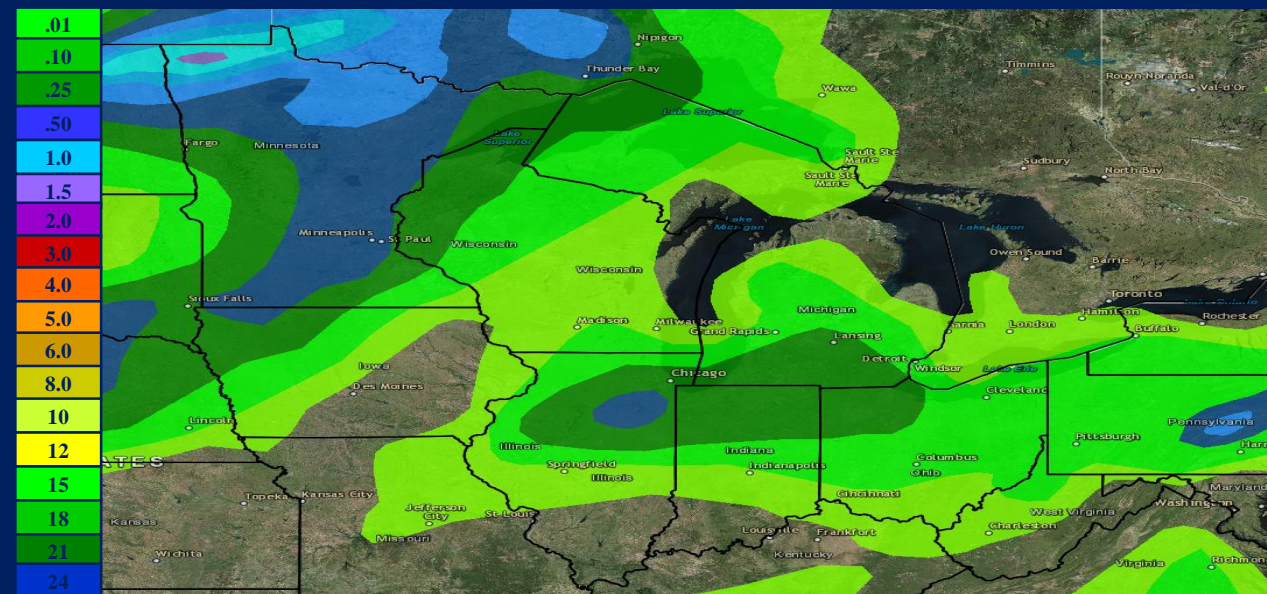 .01
.10
.25
.50
1.0
1.5
2.0
3.0
4.0
5.0
6.0
8.0
10
12
15
18
21
24
Nipigon
Thunder Bay
Timmins
Rouyn-Noranda
Val-d'Or
Wawa
Lake Superior
Fargo
Minnesota
Lake
Superior
Sault Ste
Marie
Sault Ste
Marie
Sudbury
North Bay
Minneapolis
St Paul
Wisconsin
Lake
Michigan
Lake Huron
Owen Sound
Barrie
Wisconsin
Sioux Falls
Michigan
Toronto
Lake Ontario
Madison
Milwaukee
Grand Rapids
Lansing
Sarnia
London
Hamilton
Buffalo
Rochester
Iowa
Des Moines
Chicago
Detroit
Windsor
Lake Erie
Cleveland
Lincoln
Illinois
Indiana
Pittsburgh
Pennsylvania
Harr
ATES
Springfield
Illinois
Indianapolis
Columbus
Ohio
Topeka
Kansas City
Kansas
Jefferson
City
St Louis
Missouri
Cincinnati
Louisville
Frankfort
Kentucky
Charleston
West Virginia
Washington
Maryland
Wichita
Virginia
Richmon